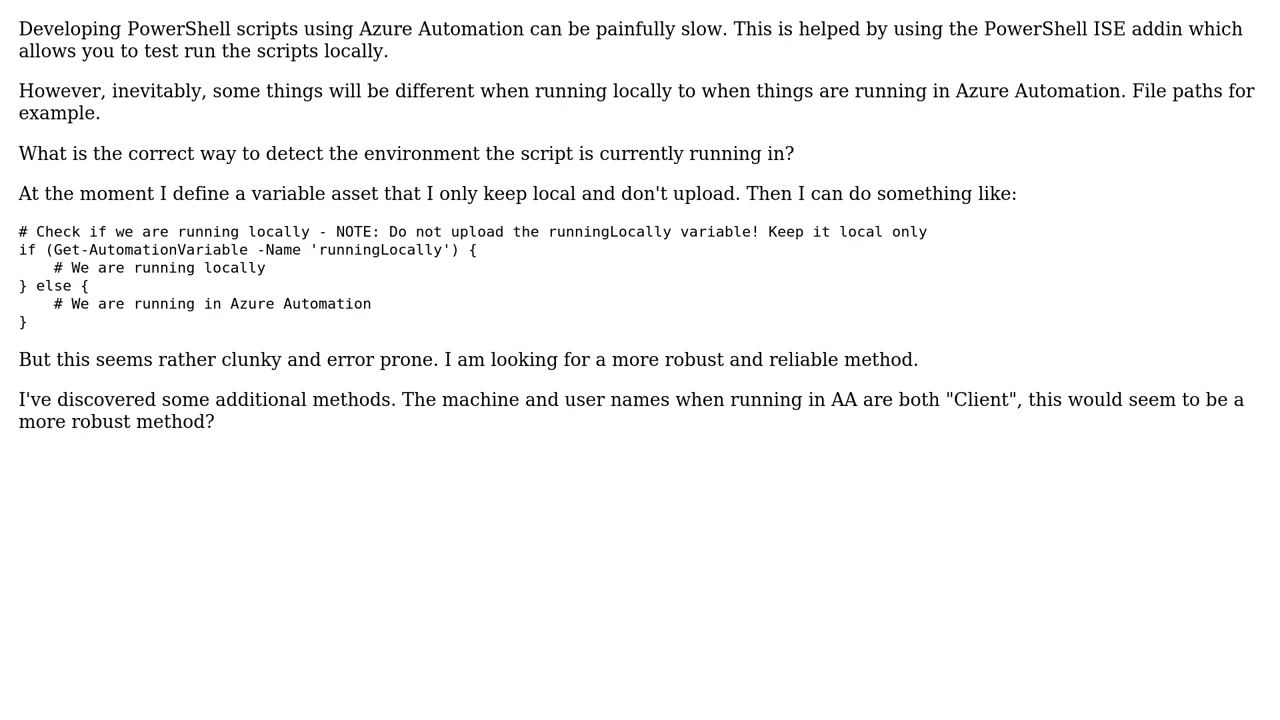 Developing PowerShell scripts using Azure Automation can be painfully slow. This is helped by using the PowerShell ISE addin which
allows you to test run the scripts locally.
However, inevitably, some things will be different when running locally to when things are running in Azure Automation. File paths for
example.
What is the correct way to detect the environment the script is currently running in?
At the moment I define a variable asset that I only keep local and don't upload. Then I can do something like:
# Check if we are running locally - NOTE: Do not upload the runningLocally variable! Keep it local only
if (Get-AutomationVariable -Name 'runningLocally') {
    # We are running locally
} else {
    # We are running in Azure Automation
}
But this seems rather clunky and error prone. I am looking for a more robust and reliable method.
I've discovered some additional methods. The machine and user names when running in AA are both "Client", this would seem to be a
more robust method?